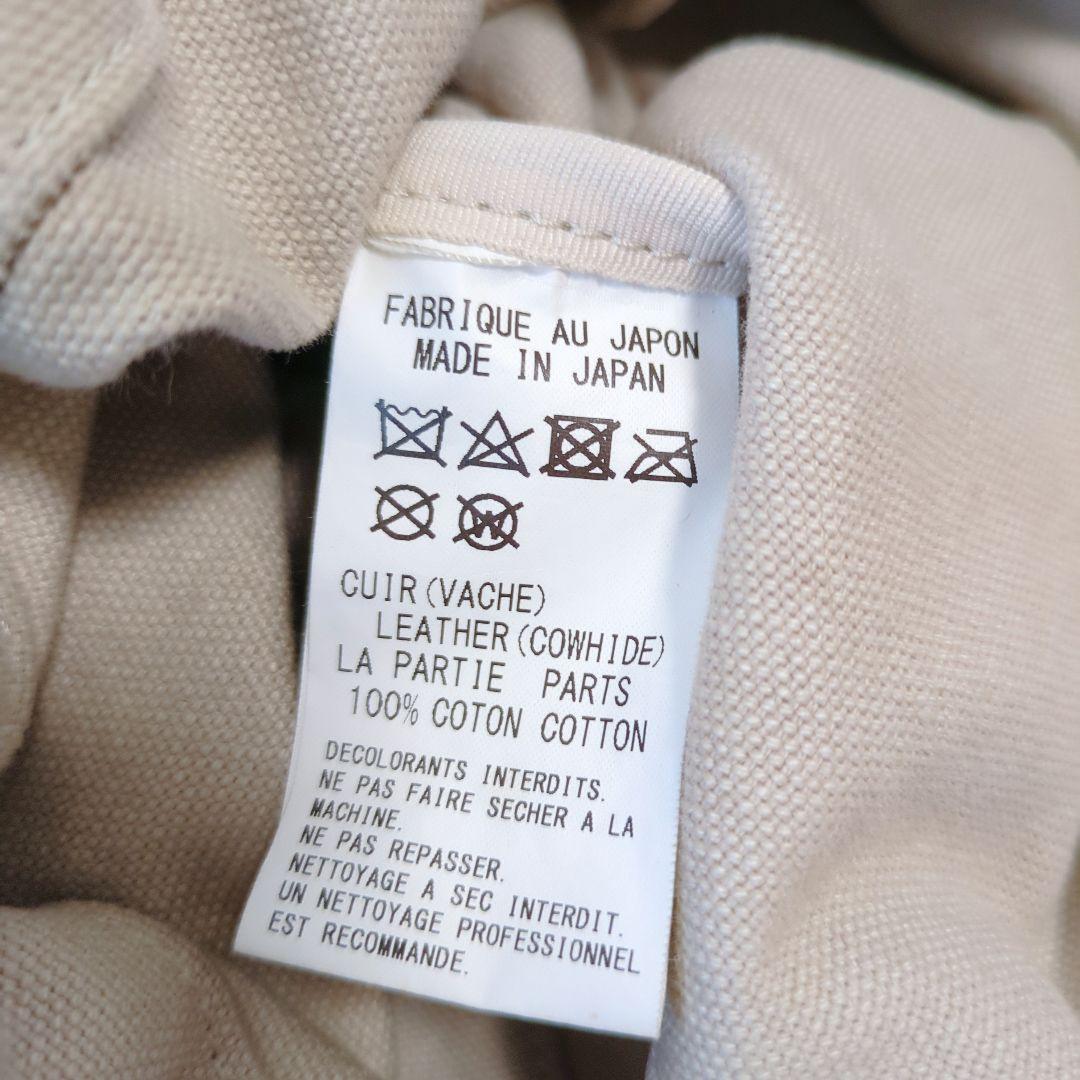 FABRIQUE AU JAPON
MADE IN JAPAN
W
CUIR(VACHE)
LEATHER(COWHIDE)
LA PARTIE PARTS
100% COTON COTTON
DECOLORANTS INTERDITS.
NE PAS FAIRE SECHER A LA
MACHINE.
NE PAS REPASSER.
NETTOYAGE A SEC INTERDIT.
UN NETTOYAGE PROFESSIONNEL
EST RECOMMANDE.